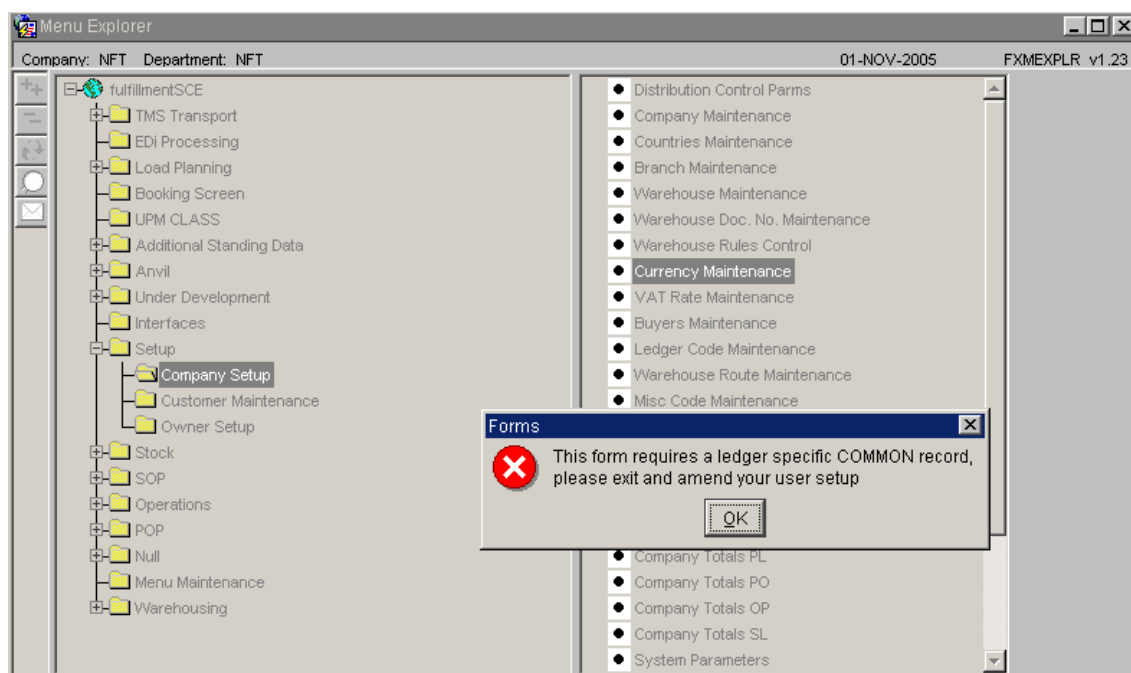 Menu Explorer
Company: NFT Department: NFT 01-NOV-2005 FXMEXPLR v1.23
fulfillmentSCE
TMS Transport
EDi Processing
Load Planning
Booking Screen
UPM CLASS
Additional Standing Data
Anvil
Under Development
Interfaces
Setup
Company Setup
Customer Maintenance
Owner Setup
Stock
SOP
Operations
POP
Null
Menu Maintenance
Warehousing
Distribution Control Parms
Company Maintenance
Countries Maintenance
Branch Maintenance
Warehouse Maintenance
Warehouse Doc. No. Maintenance
Warehouse Rules Control
Currency Maintenance
VAT Rate Maintenance
Buyers Maintenance
Ledger Code Maintenance
Warehouse Route Maintenance
Misc Code Maintenance
Forms
This form requires a ledger specific COMMON record,
please exit and amend your user setup
OK
Company Totals PL
Company Totals PO
Company Totals OP
Company Totals SL
System Parameters